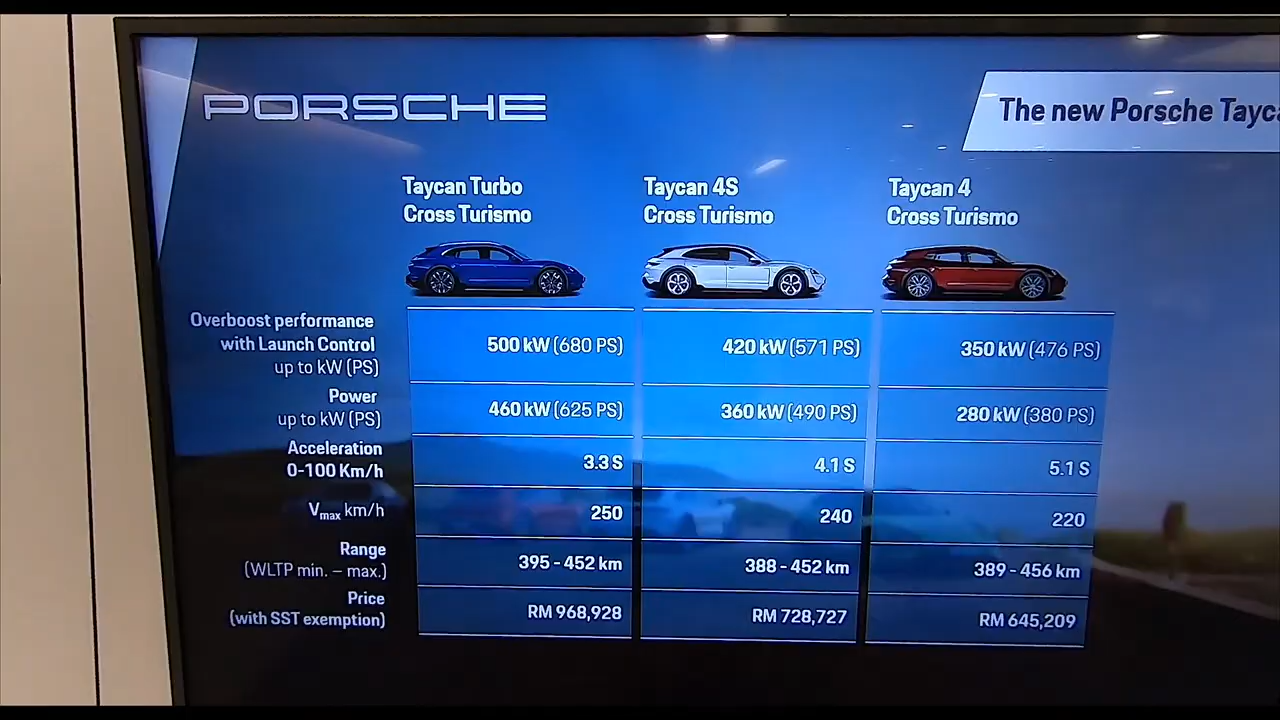 PORSCHE
The new Porsche
Taycan Turbo
Cross Turismo
Taycan 4S
Cross Turismo
Taycan 4
Cross Turismo
Overboost performance
with Launch Control
up to kW (PS)
500 kW (680 PS)
420 kW (571 PS)
350 kW (476 PS)
Power
up to kW (PS)
460 kW (625 PS)
360 kW (490 PS)
280 kW (380 PS)
Acceleration
0-100 Km/h
3.3 S
4.1 S
5.1 S
Vmax km/h
250
240
220
Range
(WLTP min. – max.)
395 - 452 km
388 - 452 km
389 - 456 km
Price
(with SST exemption)
RM 968,928
RM 728,727
RM 645,209